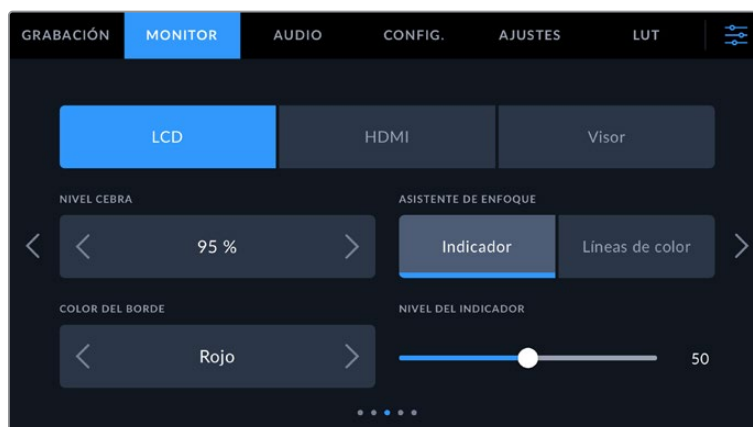 GRABACIÓN MONITOR AUDIO CONFIG. AJUSTES LUT
LCD HDMI Visor
NIVEL CEBRA ASISTENTE DE ENFOQUE
95 % Indicador Líneas de color
COLOR DEL BORDE NIVEL DEL INDICADOR
Rojo 50